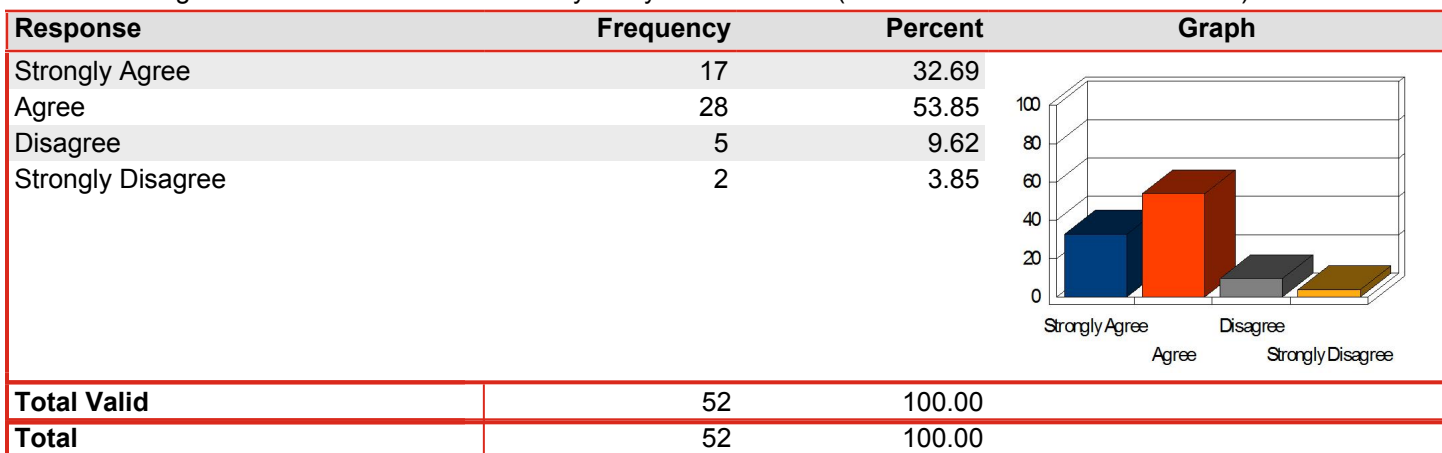 Response Frequency Percent Graph
Strongly Agree 17 32.69
Agree 28 53.85
Disagree 5 9.62
Strongly Disagree 2 3.85
100
80
60
40
20
0
Strongly Agree Disagree
Agree Strongly Disagree
Total Valid 52 100.00
Total 52 100.00